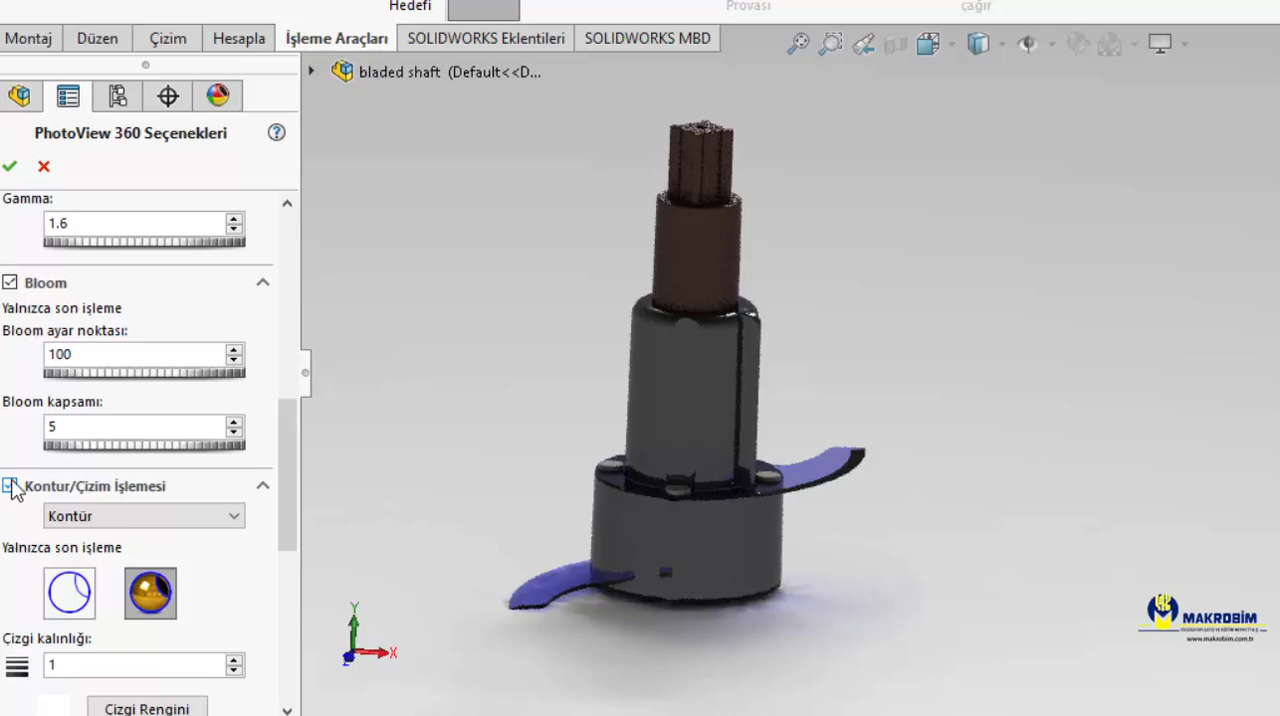 Hedefi
Provası
çağır
Montaj Düzen Çizim Hesapla İşleme Araçları SOLIDWORKS Eklentileri SOLIDWORKS MBD
bladed shaft (Default<<D...
PhotoView 360 Seçenekleri
Gamma:
1.6
Bloom
Yalnızca son işleme
Bloom ayar noktası:
100
Bloom kapsamı:
5
Kontur/Çizim İşlemesi
Kontür
Yalnızca son işleme
Çizgi kalınlığı:
1
Çizgi Rengini
Y
X
Z
MAKROBİM
www.makrobim.com.tr